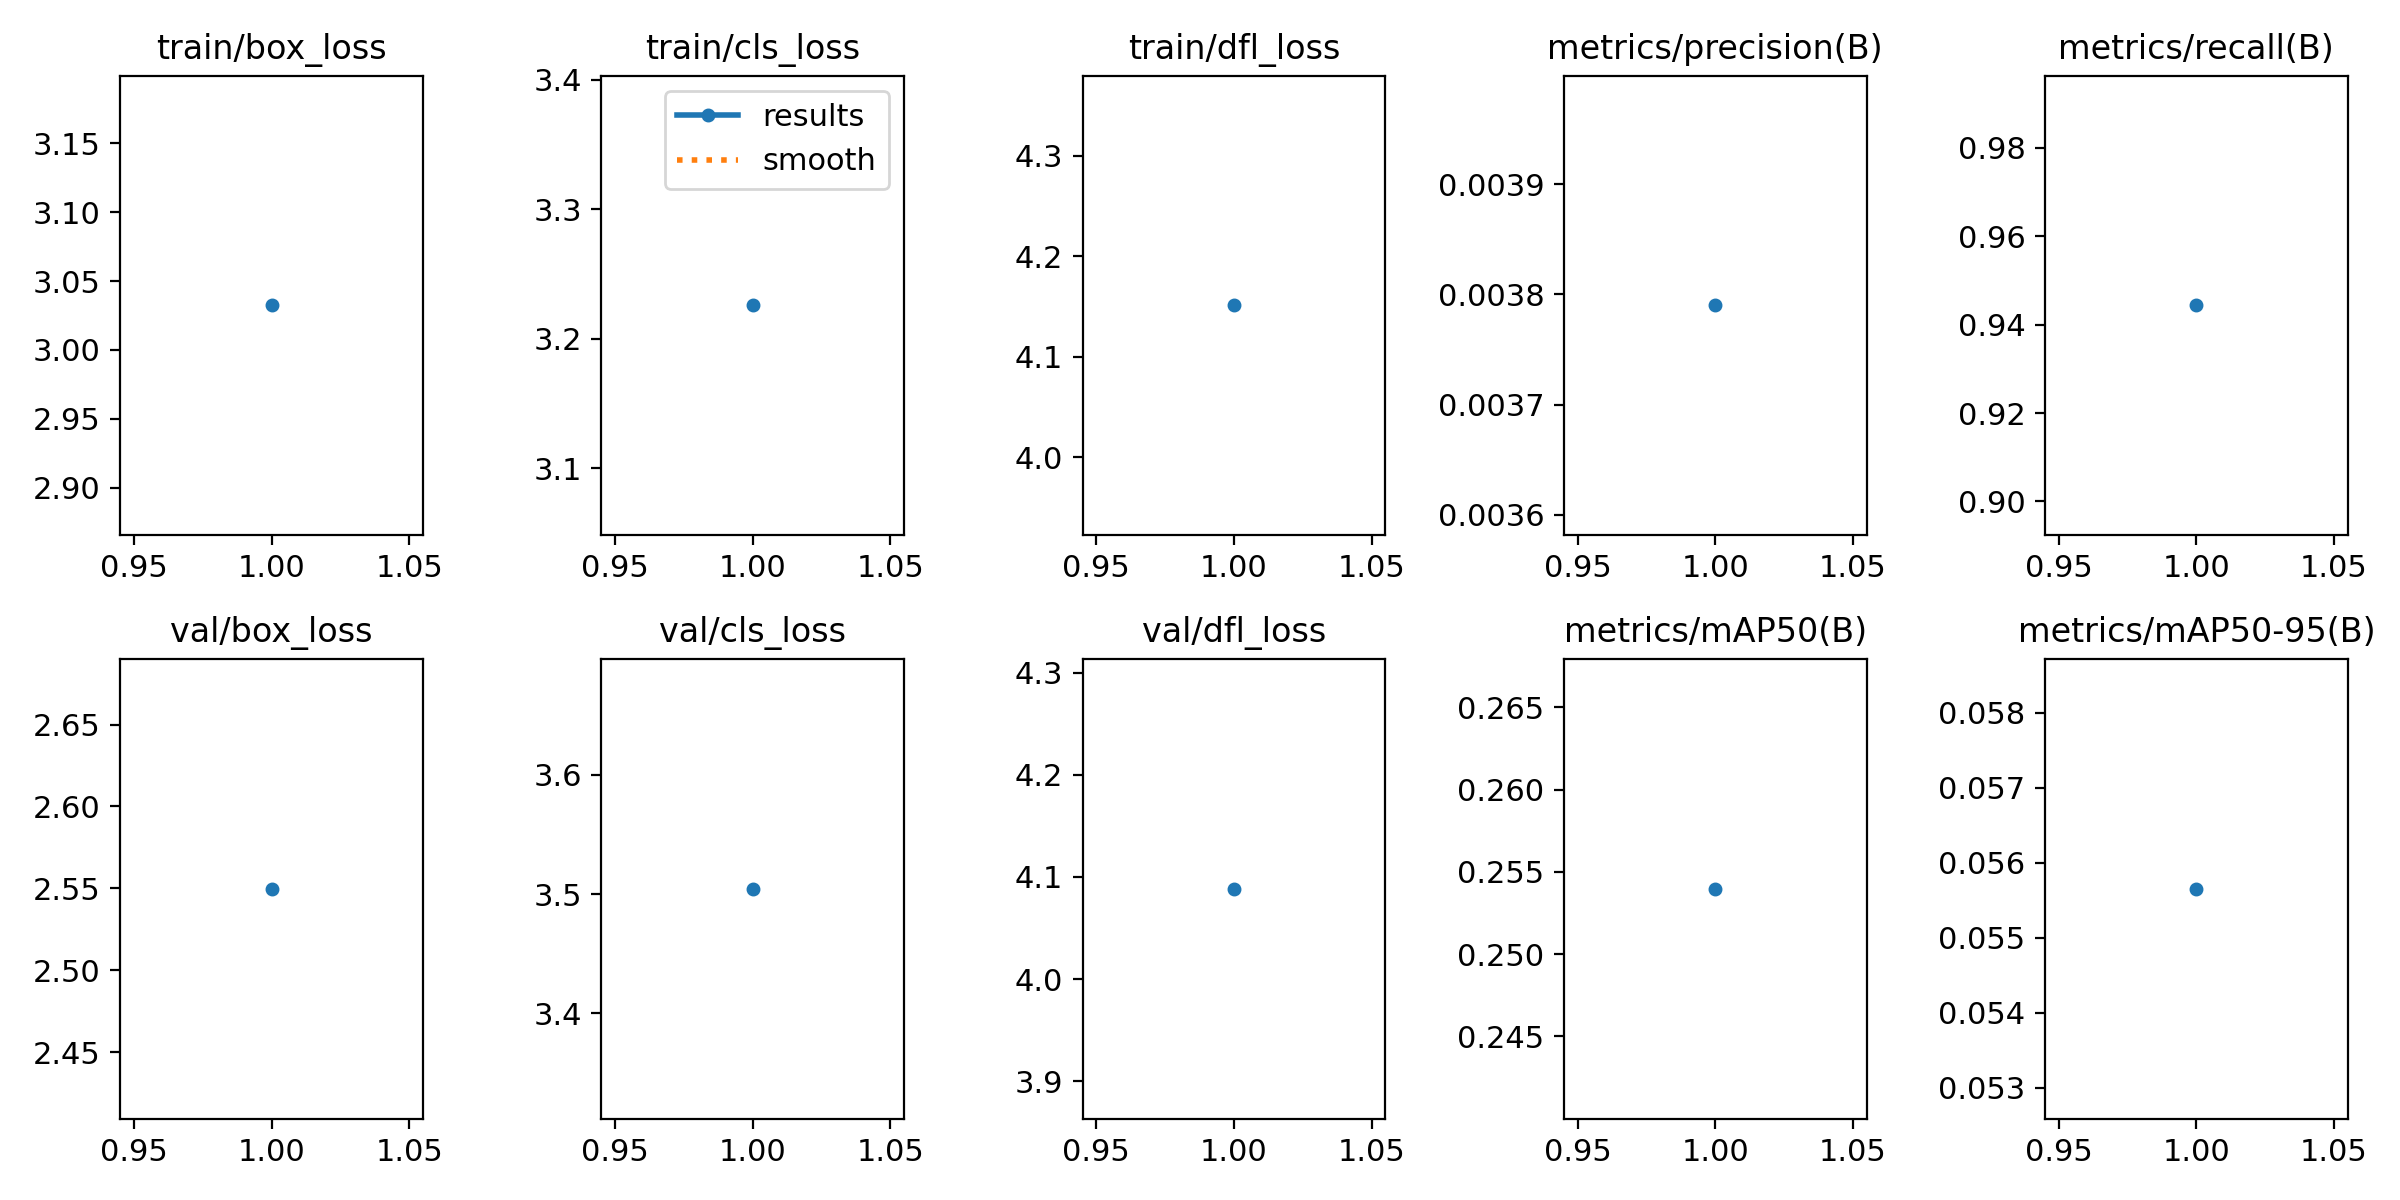 train/box_loss
3.15
3.10
3.05
3.00
2.95
2.90
0.95 1.00 1.05
train/cls_loss
3.4
3.3
3.2
3.1
results
smooth
0.95 1.00 1.05
train/dfl_loss
4.3
4.2
4.1
4.0
0.95 1.00 1.05
metrics/precision(B)
0.0039
0.0038
0.0037
0.0036
0.95 1.00 1.05
metrics/recall(B)
0.98
0.96
0.94
0.92
0.90
0.95 1.00 1.05
val/box_loss
2.65
2.60
2.55
2.50
2.45
0.95 1.00 1.05
val/cls_loss
3.6
3.5
3.4
0.95 1.00 1.05
val/dfl_loss
4.3
4.2
4.1
4.0
3.9
0.95 1.00 1.05
metrics/mAP50(B)
0.265
0.260
0.255
0.250
0.245
0.95 1.00 1.05
metrics/mAP50-95(B)
0.058
0.057
0.056
0.055
0.054
0.053
0.95 1.00 1.05